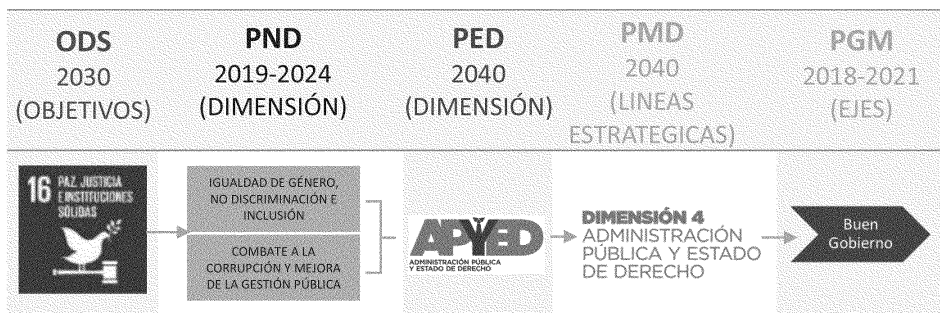 ODS
2030
(OBJETIVOS)
PND
2019-2024
(DIMENSIÓN)
PED
2040
(DIMENSIÓN)
PMD
2040
(LINEAS
ESTRATEGICAS)
PGM
2018-2021
(EJES)
16 PAZ, JUSTICIA
E INSTITUCIONES
SÓLIDAS
IGUALDAD DE GÉNERO,
NO DISCRIMINACION E
INCLUSIÓN
COMBATE A LA
CORRUPCIÓN Y MEJORA
DE LA GESTIÓN PÚBLICA
APYED
ADMINISTRACIÓN PÚBLICA
Y ESTADO DE DERECHO
DIMENSIÓN 4
ADMINISTRACIÓN
PÚBLICA Y ESTADO
DE DERECHO
Buen
Gobierno